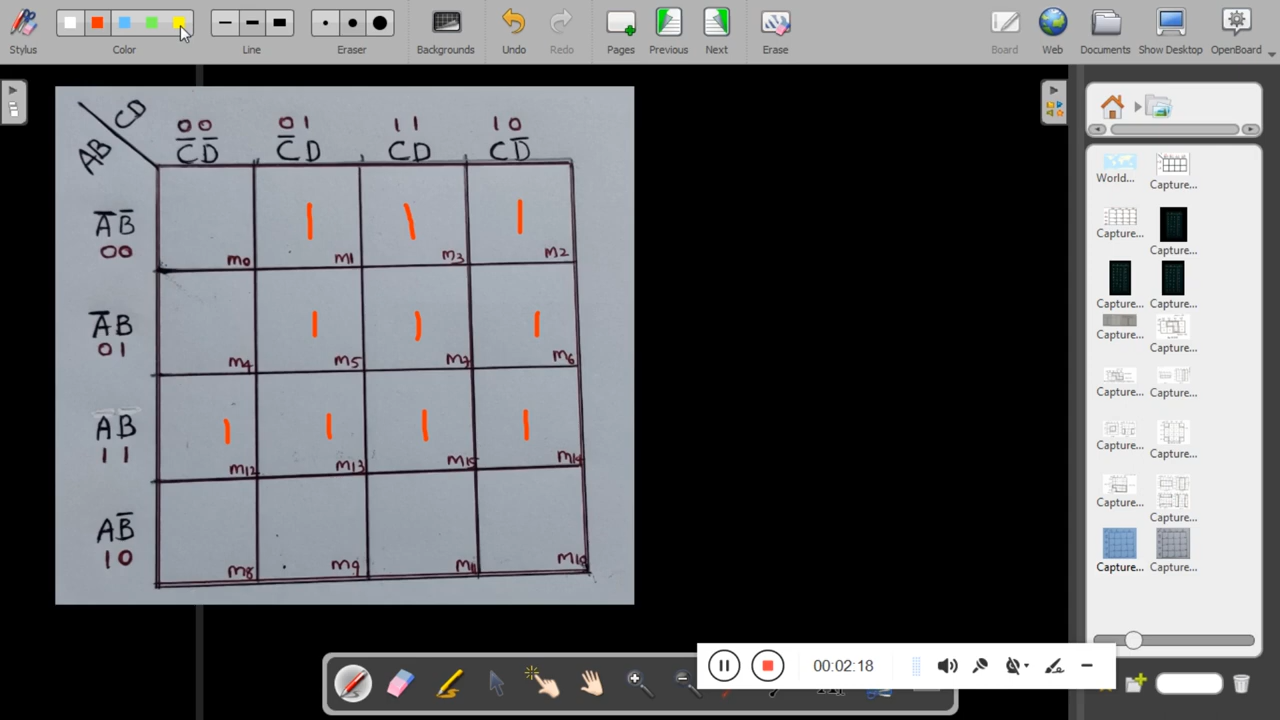 Stylus Color Line Eraser Backgrounds Undo Redo Pages Previous Next Erase Board Web Documents Show Desktop OpenBoard
AB CD
00 01 11 10
C̅D̅ C̅D CD CD̅
A̅B̅ 1 1 1
00 m0 m1 m3 m2
A̅B 1 1 1
01 m4 m5 m7 m6
AB 1 1 1 1
11 m12 m13 m15 m14
AB̅
10 m8 m9 m11 m10
World... Capture...
Capture... Capture...
Capture... Capture...
Capture... Capture...
Capture... Capture...
Capture... Capture...
Capture... Capture...
Capture... Capture...
00:02:18